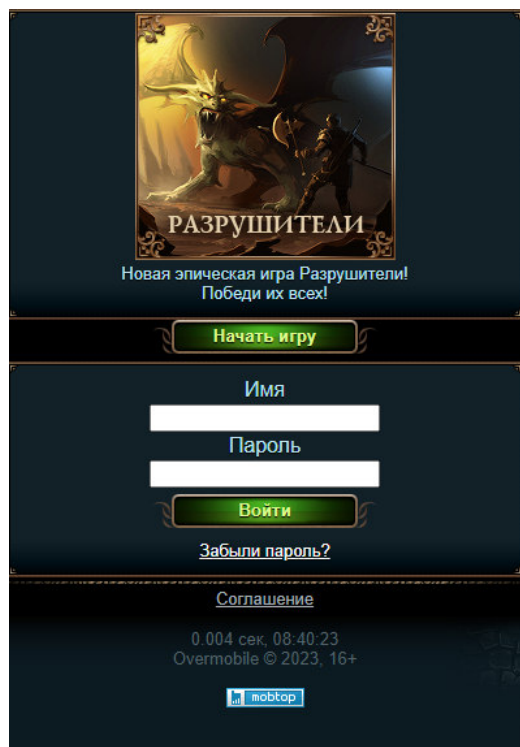 РАЗРУШИТЕЛИ
Новая эпическая игра Разрушители!
Победи их всех!
Начать игру
Имя
Пароль
Войти
Забыли пароль?
Соглашение
0.004 сек, 08:40:23
Overmobile © 2023, 16+
mobtop